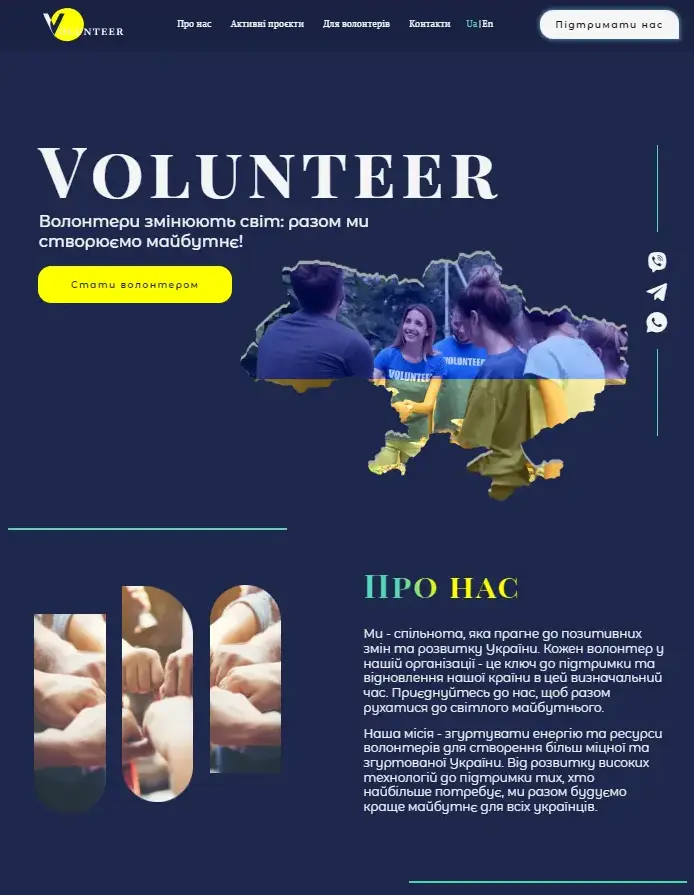 VOLUNTEER
Про нас
Активні проєкти
Для волонтерів
Контакти
Ua|En
Підтримати нас
VOLUNTEER
Волонтери змінюють світ: разом ми
створюємо майбутнє!
Стати волонтером
VOLUNTEER
VOLUNTEER
Про нас
Ми - спільнота, яка прагне до позитивних
змін та розвитку України. Кожен волонтер у
нашій організації - це ключ до підтримки та
відновлення нашої країни в цей визначальний
час. Приєднуйтесь до нас, щоб разом
рухатися до світлого майбутнього.
Наша місія - згуртувати енергію та ресурси
волонтерів для створення більш міцної та
згуртованої України. Від розвитку високих
технологій до підтримки тих, хто
найбільше потребує, ми разом будуємо
краще майбутнє для всіх українців.